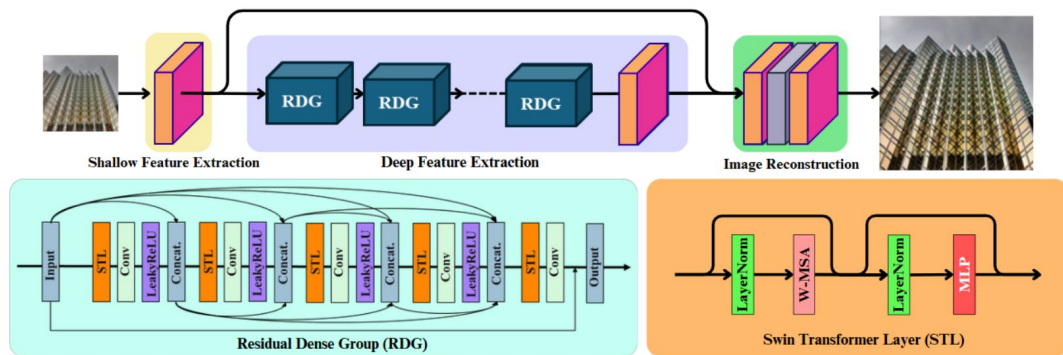 RDG
RDG
RDG
Shallow Feature Extraction
Deep Feature Extraction
Image Reconstruction
Input
STL
Conv
LeakyReLU
Concat.
STL
Conv
LeakyReLU
Concat.
STL
Conv
LeakyReLU
Concat.
STL
Conv
LeakyReLU
Concat.
STL
Conv
Output
Residual Dense Group (RDG)
LayerNorm
W-MSA
LayerNorm
MLP
Swin Transformer Layer (STL)